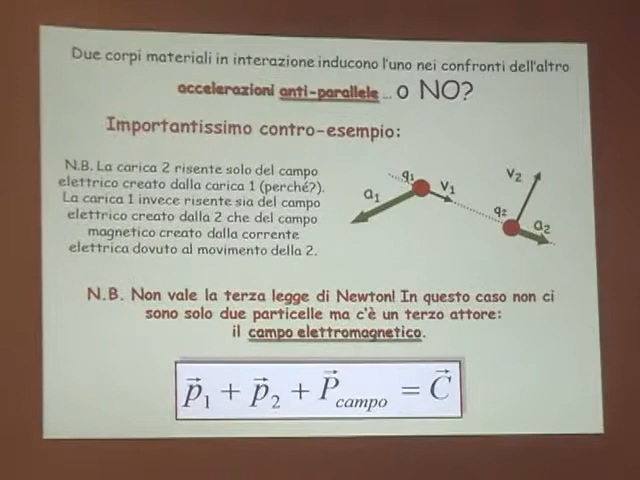 Due corpi materiali in interazione inducono l'uno nei confronti dell'altro
accelerazioni anti-parallele ... o NO?
Importantissimo contro-esempio:
N.B. La carica 2 risente solo del campo
elettrico creato dalla carica 1 (perché?).
La carica 1 invece risente sia del campo
elettrico creato dalla 2 che del campo
magnetico creato dalla corrente
elettrica dovuto al movimento della 2.
a₁
q₁
v₁
v₂
q₂
a₂
N.B. Non vale la terza legge di Newton! In questo caso non ci
sono solo due particelle ma c'è un terzo attore:
il campo elettromagnetico.
p⃗₁ + p⃗₂ + P⃗campo = C⃗